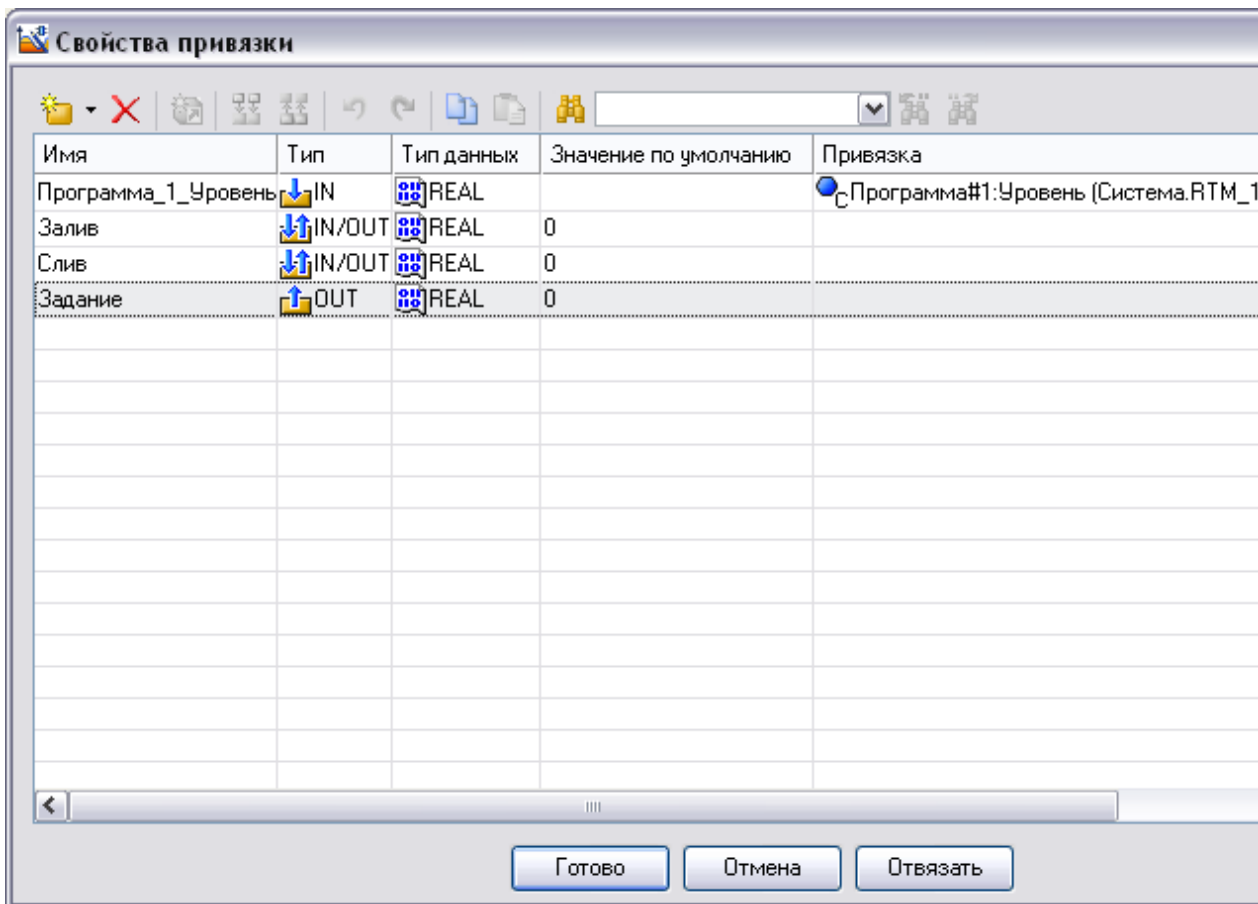 Свойства привязки
Имя Тип Тип данных Значение по умолчанию Привязка
Программа_1_Уровень IN REAL Программа#1:Уровень (Система.RTM_1
Залив IN/OUT REAL 0
Слив IN/OUT REAL 0
Задание OUT REAL 0
Готово Отмена Отвязать